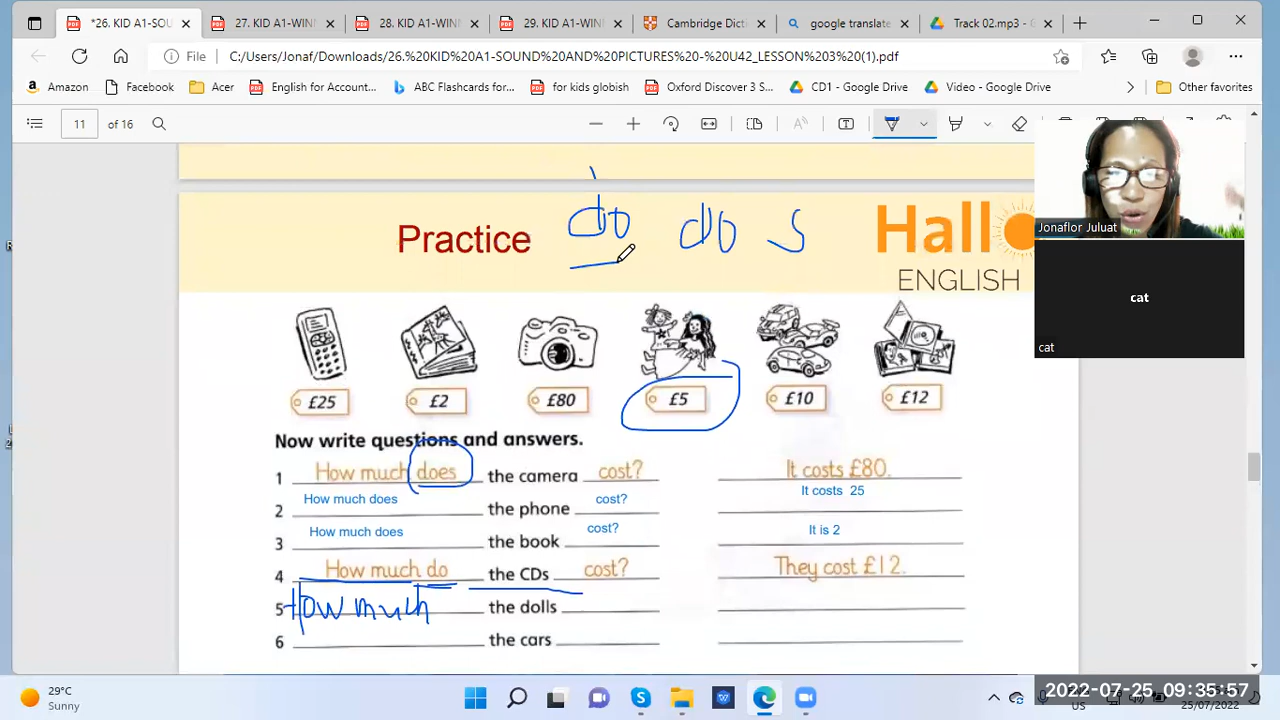 26. KID A1-SOUN
27. KID A1-WINN
28. KID A1-WINN
29. KID A1-WINN
Cambridge Dict
google translate
Track 02.mp3 - G
File
C:/Users/Jonaf/Downloads/26.%20KID%20A1-SOUND%20AND%20PICTURES%20-%20U42_LESSON%203%20(1).pdf
Amazon
Facebook
Acer
English for Account...
ABC Flashcards for...
for kids globish
Oxford Discover 3 S...
CD1 – Google Drive
Video - Google Drive
Other favorites
11 of 16
Practice do do s Hall
ENGLISH
Jonaflor Juluat
cat
cat
£25 £2 £80 £5 £10 £12
Now write questions and answers.
1 How much does the camera cost? It costs £80.
2 How much does the phone cost? It costs 25
3 How much does the book cost? It is 2
4 How much do the CDs cost? They cost £12.
5 How much the dolls
6 the cars
29°C
Sunny
US
2022-07-25 09:35:57
25/07/2022